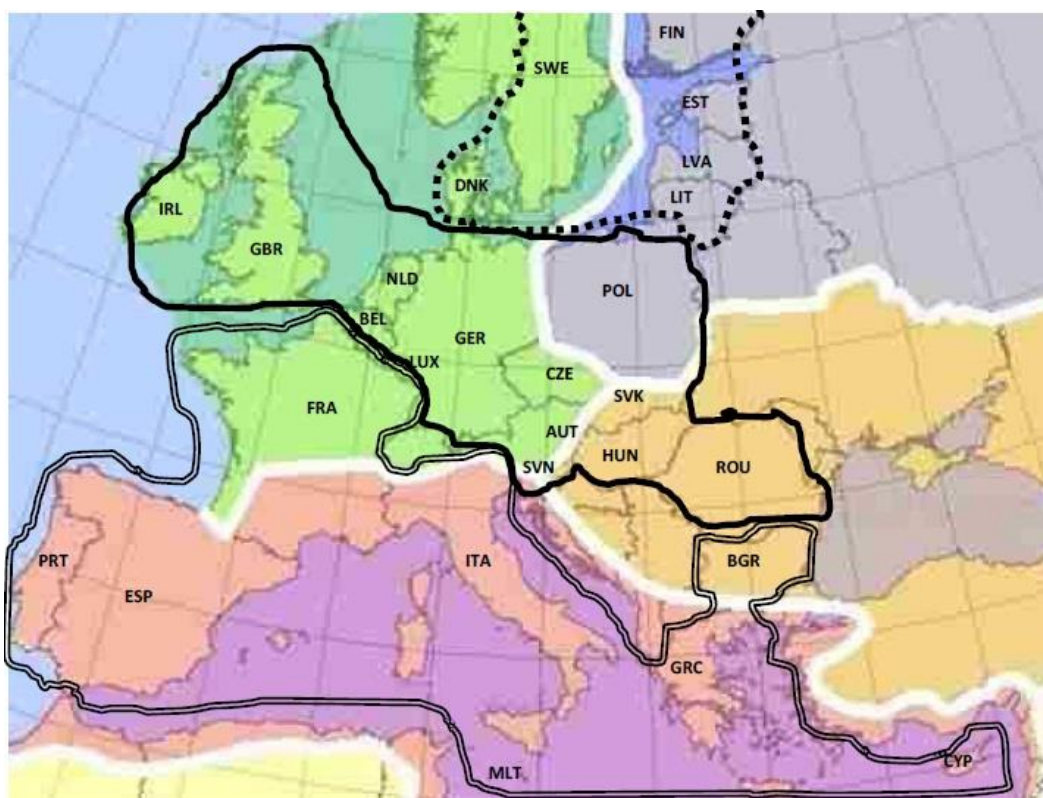 FIN
SWE
EST
LVA
DNK
LIT
IRL
GBR
NLD
POL
BEL
GER
LUX
CZE
SVK
FRA
AUT
HUN
SVN
ROU
PRT
ITA
BGR
ESP
GRC
CYP
MLT